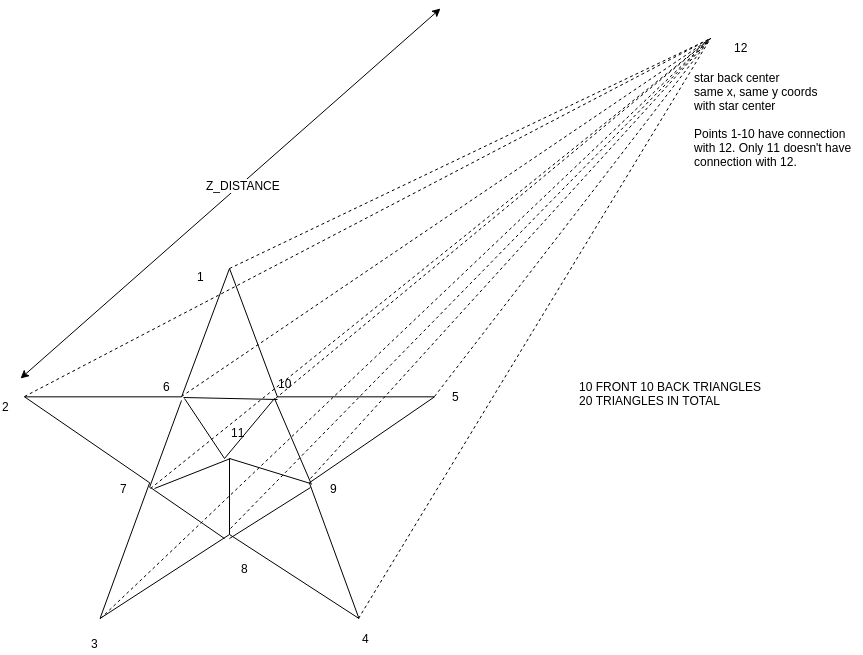 12
star back center
same x, same y coords
with star center
Points 1-10 have connection
with 12. Only 11 doesn't have
connection with 12.
Z_DISTANCE
1
6
10
2
5
10 FRONT 10 BACK TRIANGLES
20 TRIANGLES IN TOTAL
11
7
9
8
3
4